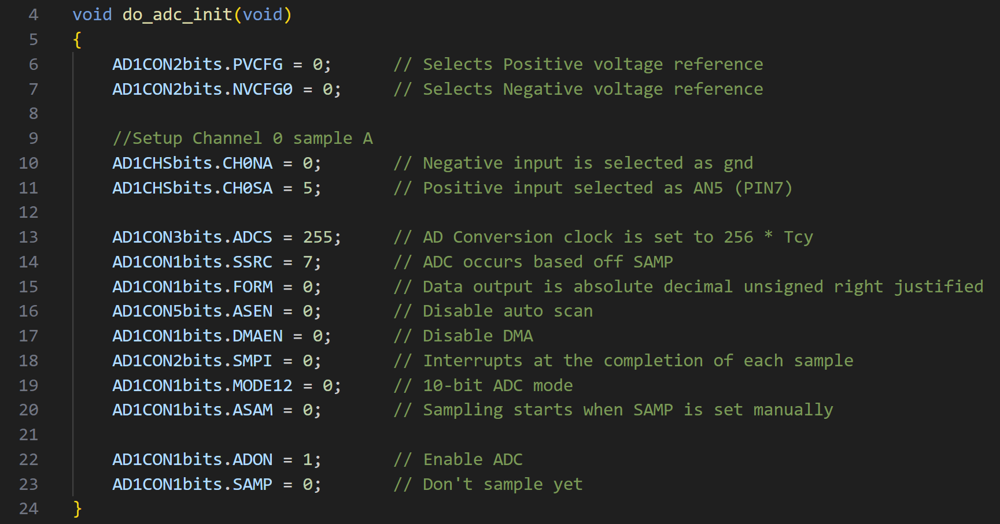 4 void do_adc_init(void)
5 {
6 AD1CON2bits.PVCFG = 0; // Selects Positive voltage reference
7 AD1CON2bits.NVCFG0 = 0; // Selects Negative voltage reference
8
9 //Setup Channel 0 sample A
10 AD1CHSbits.CH0NA = 0; // Negative input is selected as gnd
11 AD1CHSbits.CH0SA = 5; // Positive input selected as AN5 (PIN7)
12
13 AD1CON3bits.ADCS = 255; // AD Conversion clock is set to 256 * Tcy
14 AD1CON1bits.SSRC = 7; // ADC occurs based off SAMP
15 AD1CON1bits.FORM = 0; // Data output is absolute decimal unsigned right justified
16 AD1CON5bits.ASEN = 0; // Disable auto scan
17 AD1CON1bits.DMAEN = 0; // Disable DMA
18 AD1CON2bits.SMPI = 0; // Interrupts at the completion of each sample
19 AD1CON1bits.MODE12 = 0; // 10-bit ADC mode
20 AD1CON1bits.ASAM = 0; // Sampling starts when SAMP is set manually
21
22 AD1CON1bits.ADON = 1; // Enable ADC
23 AD1CON1bits.SAMP = 0; // Don't sample yet
24 }